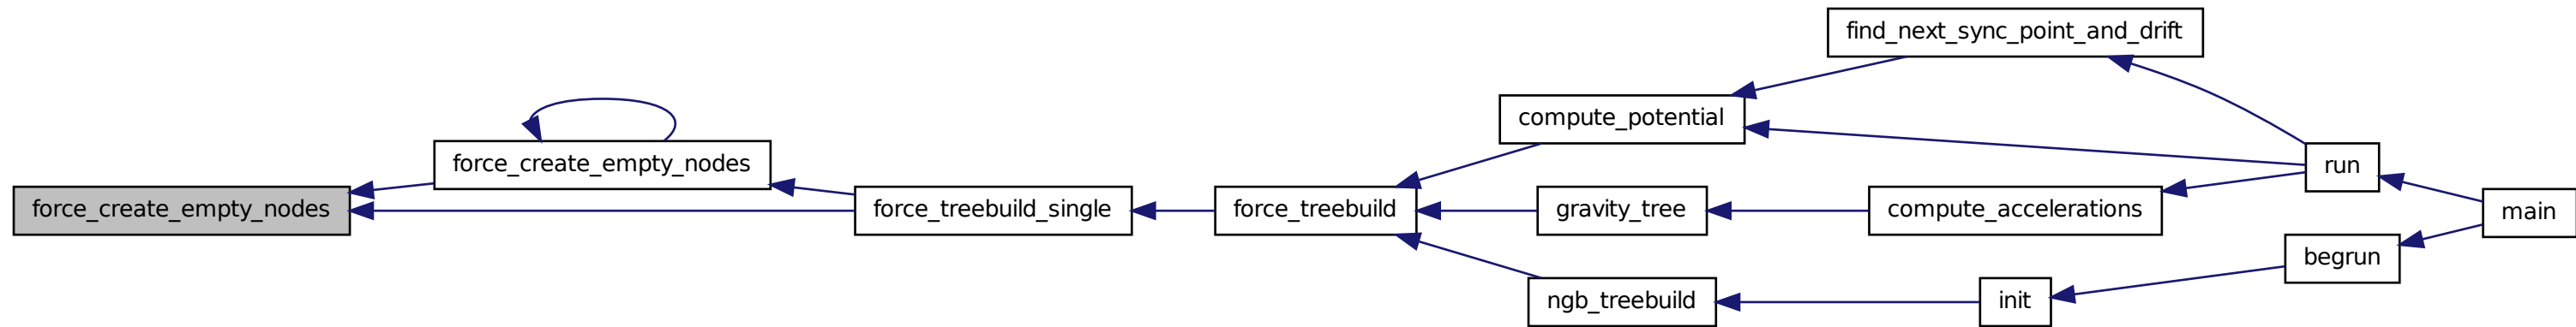 find_next_sync_point_and_drift
compute_potential
force_create_empty_nodes
run
force_create_empty_nodes
force_treebuild_single
force_treebuild
gravity_tree
compute_accelerations
main
begrun
ngb_treebuild
init